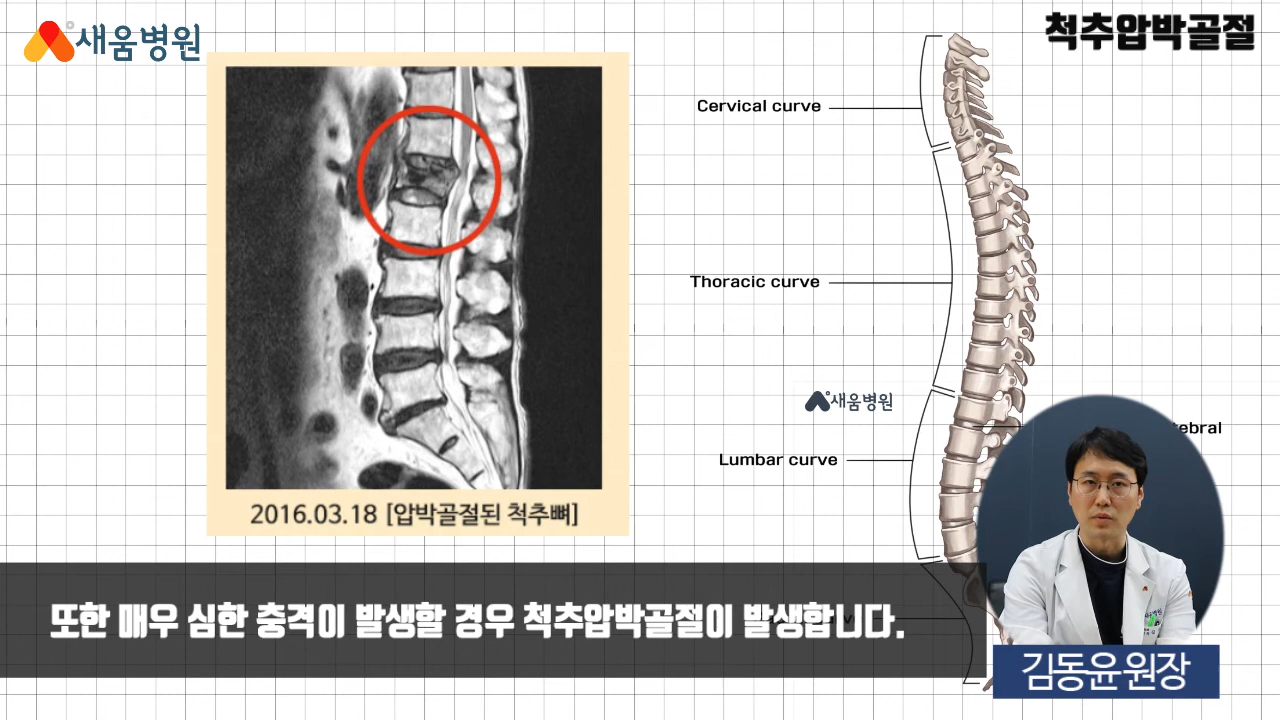 새움병원
척추압박골절
Cervical curve
Thoracic curve
새움병원
tebral
Lumbar curve
2016.03.18 [압박골절된 척추뼈]
또한 매우 심한 충격이 발생할 경우 척추압박골절이 발생합니다.
김동윤 원장